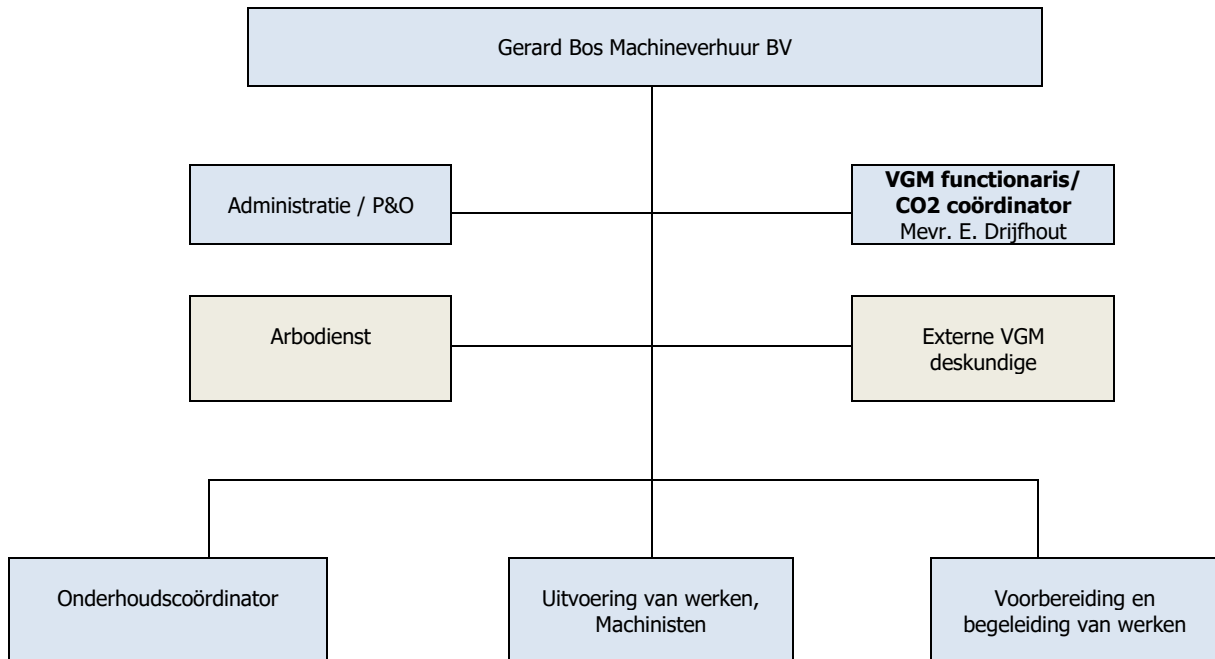 Gerard Bos Machineverhuur BV
Administratie / P&O
VGM functionaris/
CO2 coördinator
Mevr. E. Drijfhout
Arbodienst
Externe VGM
deskundige
Onderhoudscoördinator
Uitvoering van werken,
Machinisten
Voorbereiding en
begeleiding van werken